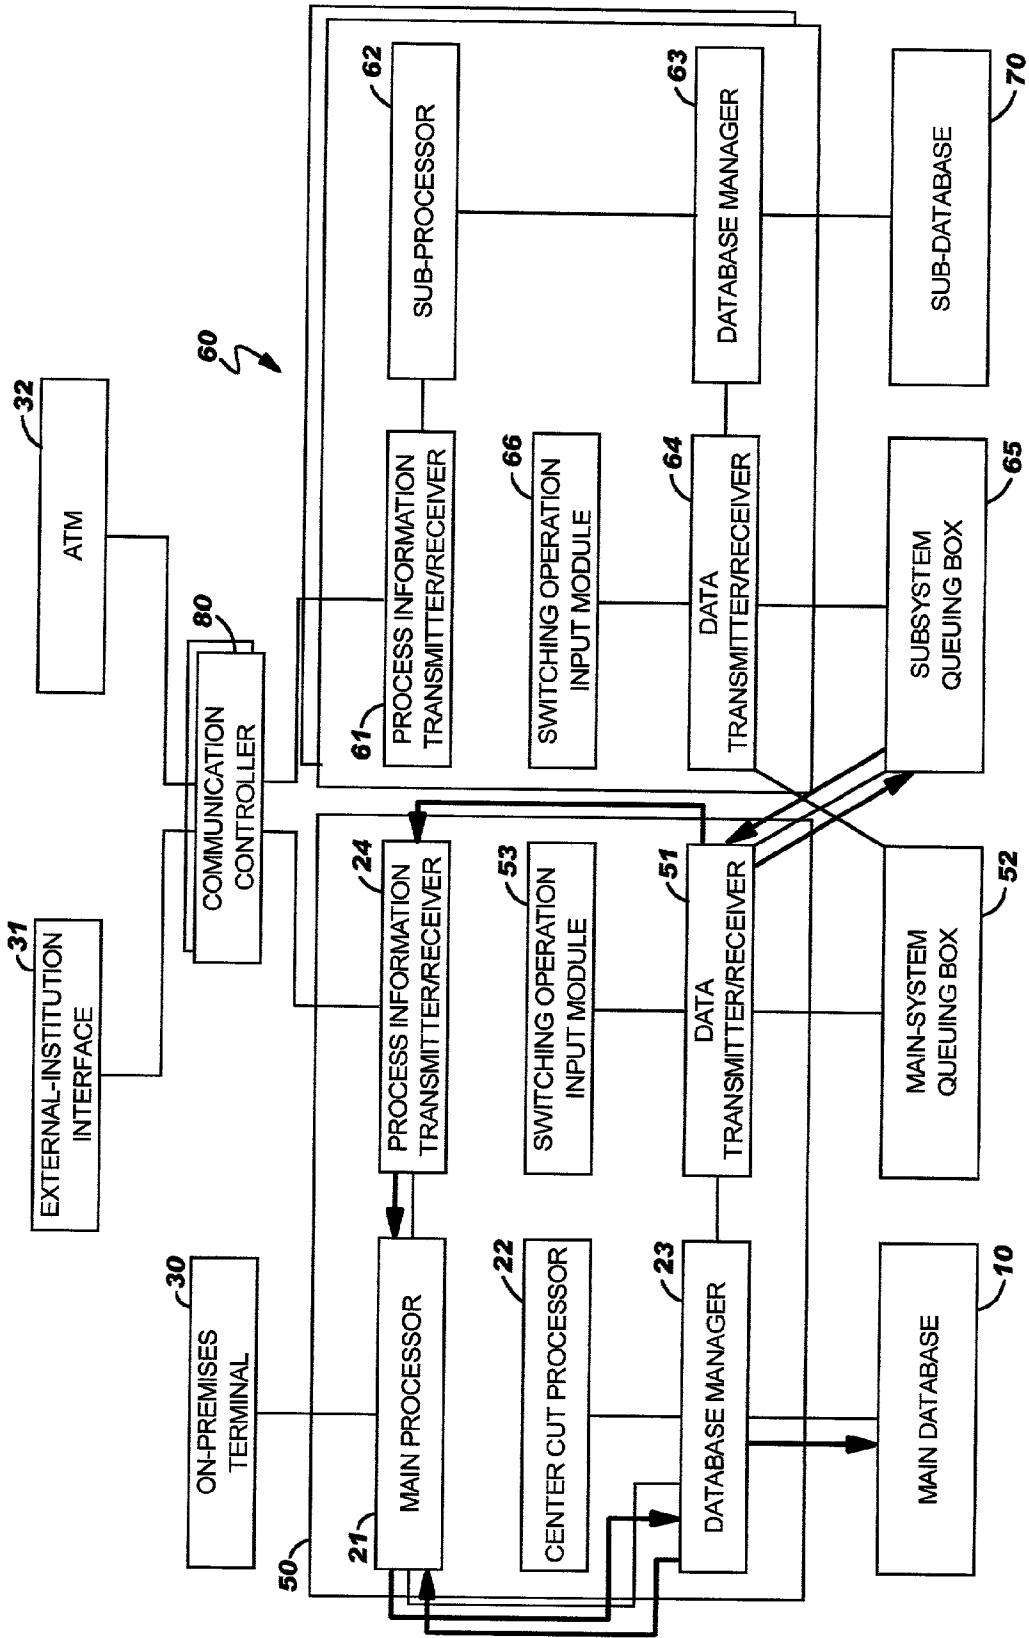 EXTERNAL-INSTITUTION
INTERFACE
31
ATM
32
ON-PREMISES
TERMINAL
30
COMMUNICATION
CONTROLLER
80
50
60
MAIN PROCESSOR
21
PROCESS INFORMATION
TRANSMITTER/RECEIVER
24
PROCESS INFORMATION
TRANSMITTER/RECEIVER
61
SUB-PROCESSOR
62
CENTER CUT PROCESSOR
22
SWITCHING OPERATION
INPUT MODULE
53
SWITCHING OPERATION
INPUT MODULE
66
DATABASE MANAGER
23
DATA
TRANSMITTER/RECEIVER
51
DATA
TRANSMITTER/RECEIVER
64
DATABASE MANAGER
63
MAIN DATABASE
10
MAIN-SYSTEM
QUEUING BOX
52
SUBSYSTEM
QUEUING BOX
65
SUB-DATABASE
70